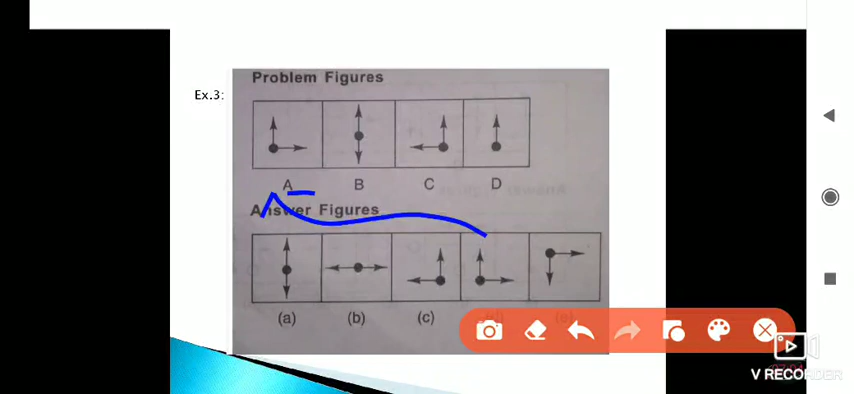 Problem Figures
Ex.3:
A B C D
Answer Figures
(a) (b) (c)
V RECORDER